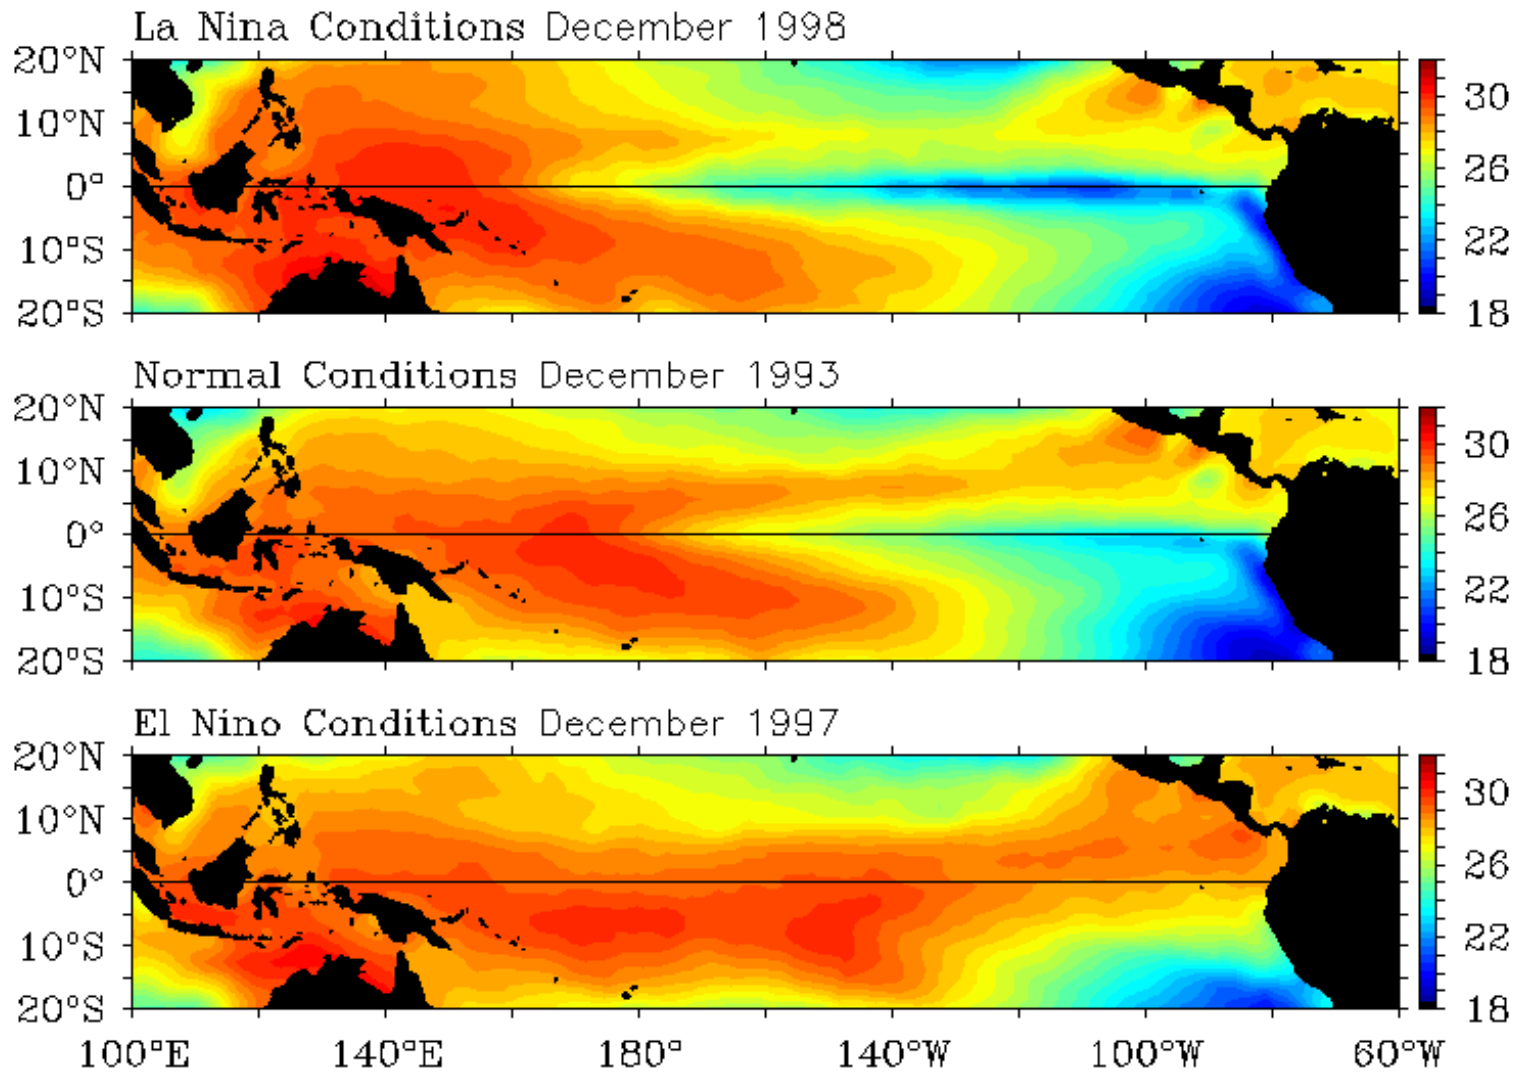 La Nina Conditions December 1998
20°N
10°N
0°
10°S
20°S
30
26
22
18
Normal Conditions December 1993
20°N
10°N
0°
10°S
20°S
30
26
22
18
El Nino Conditions December 1997
20°N
10°N
0°
10°S
20°S
30
26
22
18
100°E 140°E 180° 140°W 100°W 60°W